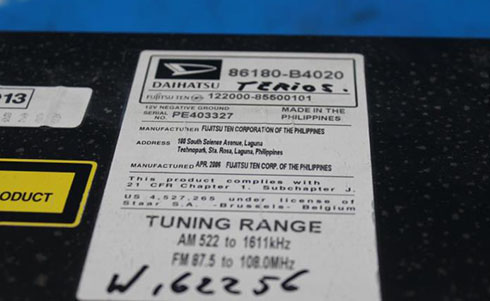 86180-B4020
DAIHATSU TERIOS.
FUJITSU TEN 122000-85500101
12V NEGATIVE GROUND MADE IN THE
SERIAL NO. PE403327 PHILIPPINES
MANUFACTURER FUJITSU TEN CORPORATION OF THE PHILIPPINES
ADDRESS 100 South Science Avenue, Laguna
Technopark, Sta. Rosa, Laguna, Philippines
MANUFACTURED APR, 2006 FUJITSU TEN CORP. OF THE PHILIPPINES
This product complies with
21 CFR Chapter 1. Subchapter J.
US 4,527,265 under license of
Staar S.A. - Brussels - Belgium
TUNING RANGE
AM 522 to 1611kHz
FM 87.5 to 108.0MHz
W,62256
013
ODUCT